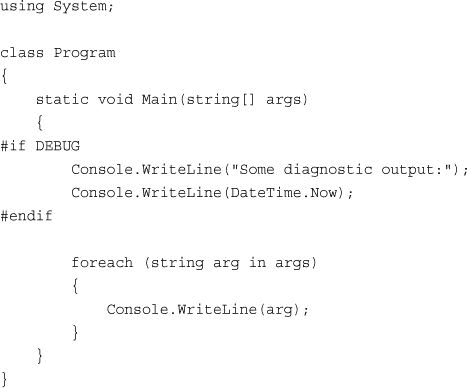 using System;

class Program
{
    static void Main(string[] args)
    {
#if DEBUG
        Console.WriteLine("Some diagnostic output:");
        Console.WriteLine(DateTime.Now);
#endif

        foreach (string arg in args)
        {
            Console.WriteLine(arg);
        }
    }
}